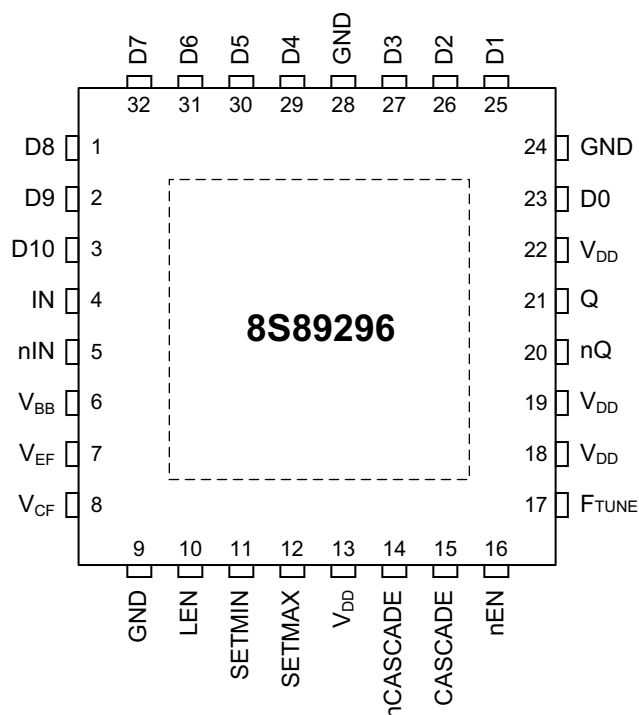 D7 D6 D5 D4 GND D3 D2 D1
32 31 30 29 28 27 26 25
D8 1 24 GND
D9 2 23 D0
D10 3 22 VDD
IN 4 21 Q
nIN 5 20 nQ
VBB 6 19 VDD
VEF 7 18 VDD
VCF 8 17 FTUNE
8S89296
9 10 11 12 13 14 15 16
GND LEN SETMIN SETMAX VDD nCASCADE CASCADE nEN